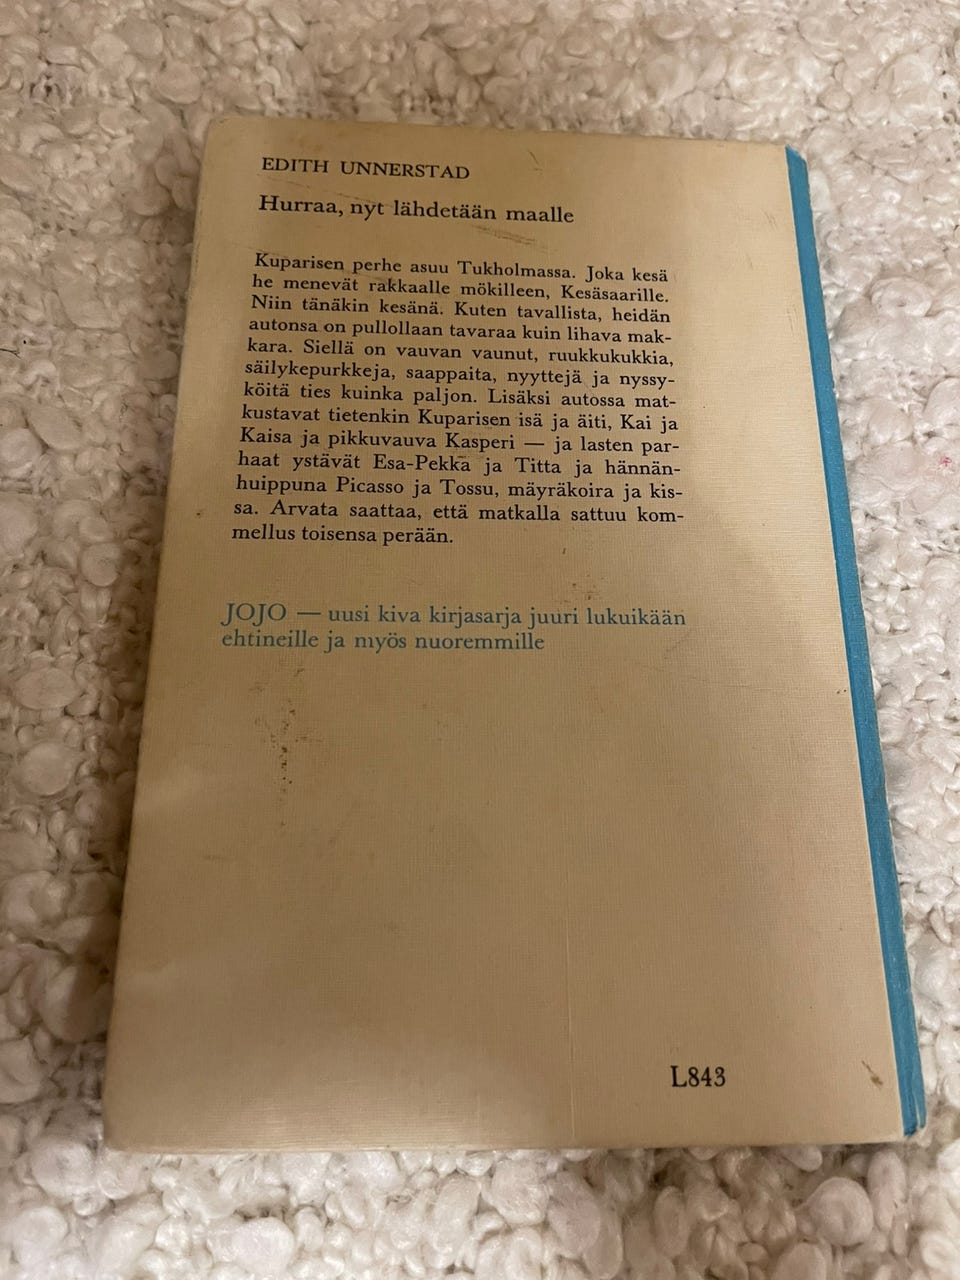 EDITH UNNERSTAD
Hurraa, nyt lähdetään maalle
Kuparisen perhe asuu Tukholmassa. Joka kesä
he menevät rakkaalle mökilleen, Kesäsaarille.
Niin tänäkin kesänä. Kuten tavallista, heidän
autonsa on pullollaan tavaraa kuin lihava mak-
kara. Siellä on vauvan vaunut, ruukkukukkia,
säilykepurkkeja, saappaita, nyyttejä ja nyssy-
köitä ties kuinka paljon. Lisäksi autossa mat-
kustavat tietenkin Kuparisen isä ja äiti, Kai ja
Kaisa ja pikkuvauva Kasperi — ja lasten par-
haat ystävät Esa-Pekka ja Titta ja hännän-
huippuna Picasso ja Tossu, mäyräkoira ja kis-
sa. Arvata saattaa, että matkalla sattuu kom-
mellus toisensa perään.
JOJO — uusi kiva kirjasarja juuri lukuikään
ehtineille ja myös nuoremmille
L843